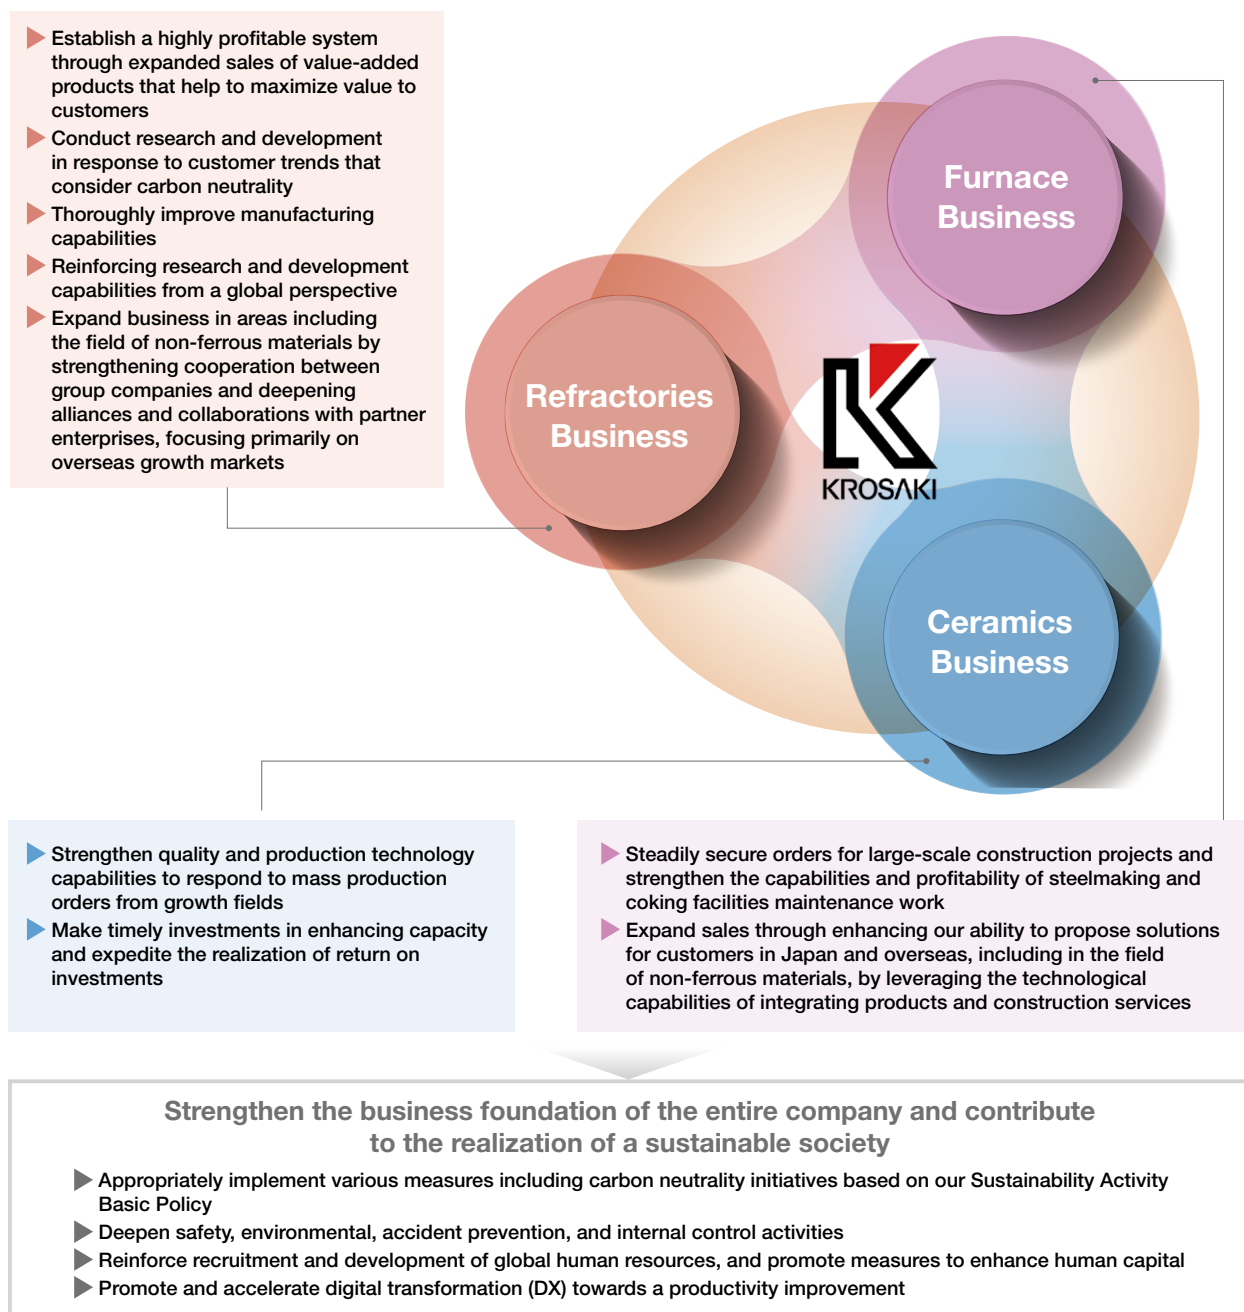 Establish a highly profitable system
through expanded sales of value-added
products that help to maximize value to
customers
Conduct research and development
in response to customer trends that
consider carbon neutrality
Thoroughly improve manufacturing
capabilities
Reinforcing research and development
capabilities from a global perspective
Expand business in areas including
the field of non-ferrous materials by
strengthening cooperation between
group companies and deepening
alliances and collaborations with partner
enterprises, focusing primarily on
overseas growth markets
Furnace
Business
Refractories
Business
KROSAKI
Ceramics
Business
Strengthen quality and production technology
capabilities to respond to mass production
orders from growth fields
Make timely investments in enhancing capacity
and expedite the realization of return on
investments
Steadily secure orders for large-scale construction projects and
strengthen the capabilities and profitability of steelmaking and
coking facilities maintenance work
Expand sales through enhancing our ability to propose solutions
for customers in Japan and overseas, including in the field
of non-ferrous materials, by leveraging the technological
capabilities of integrating products and construction services
Strengthen the business foundation of the entire company and contribute
to the realization of a sustainable society
Appropriately implement various measures including carbon neutrality initiatives based on our Sustainability Activity
Basic Policy
Deepen safety, environmental, accident prevention, and internal control activities
Reinforce recruitment and development of global human resources, and promote measures to enhance human capital
Promote and accelerate digital transformation (DX) towards a productivity improvement